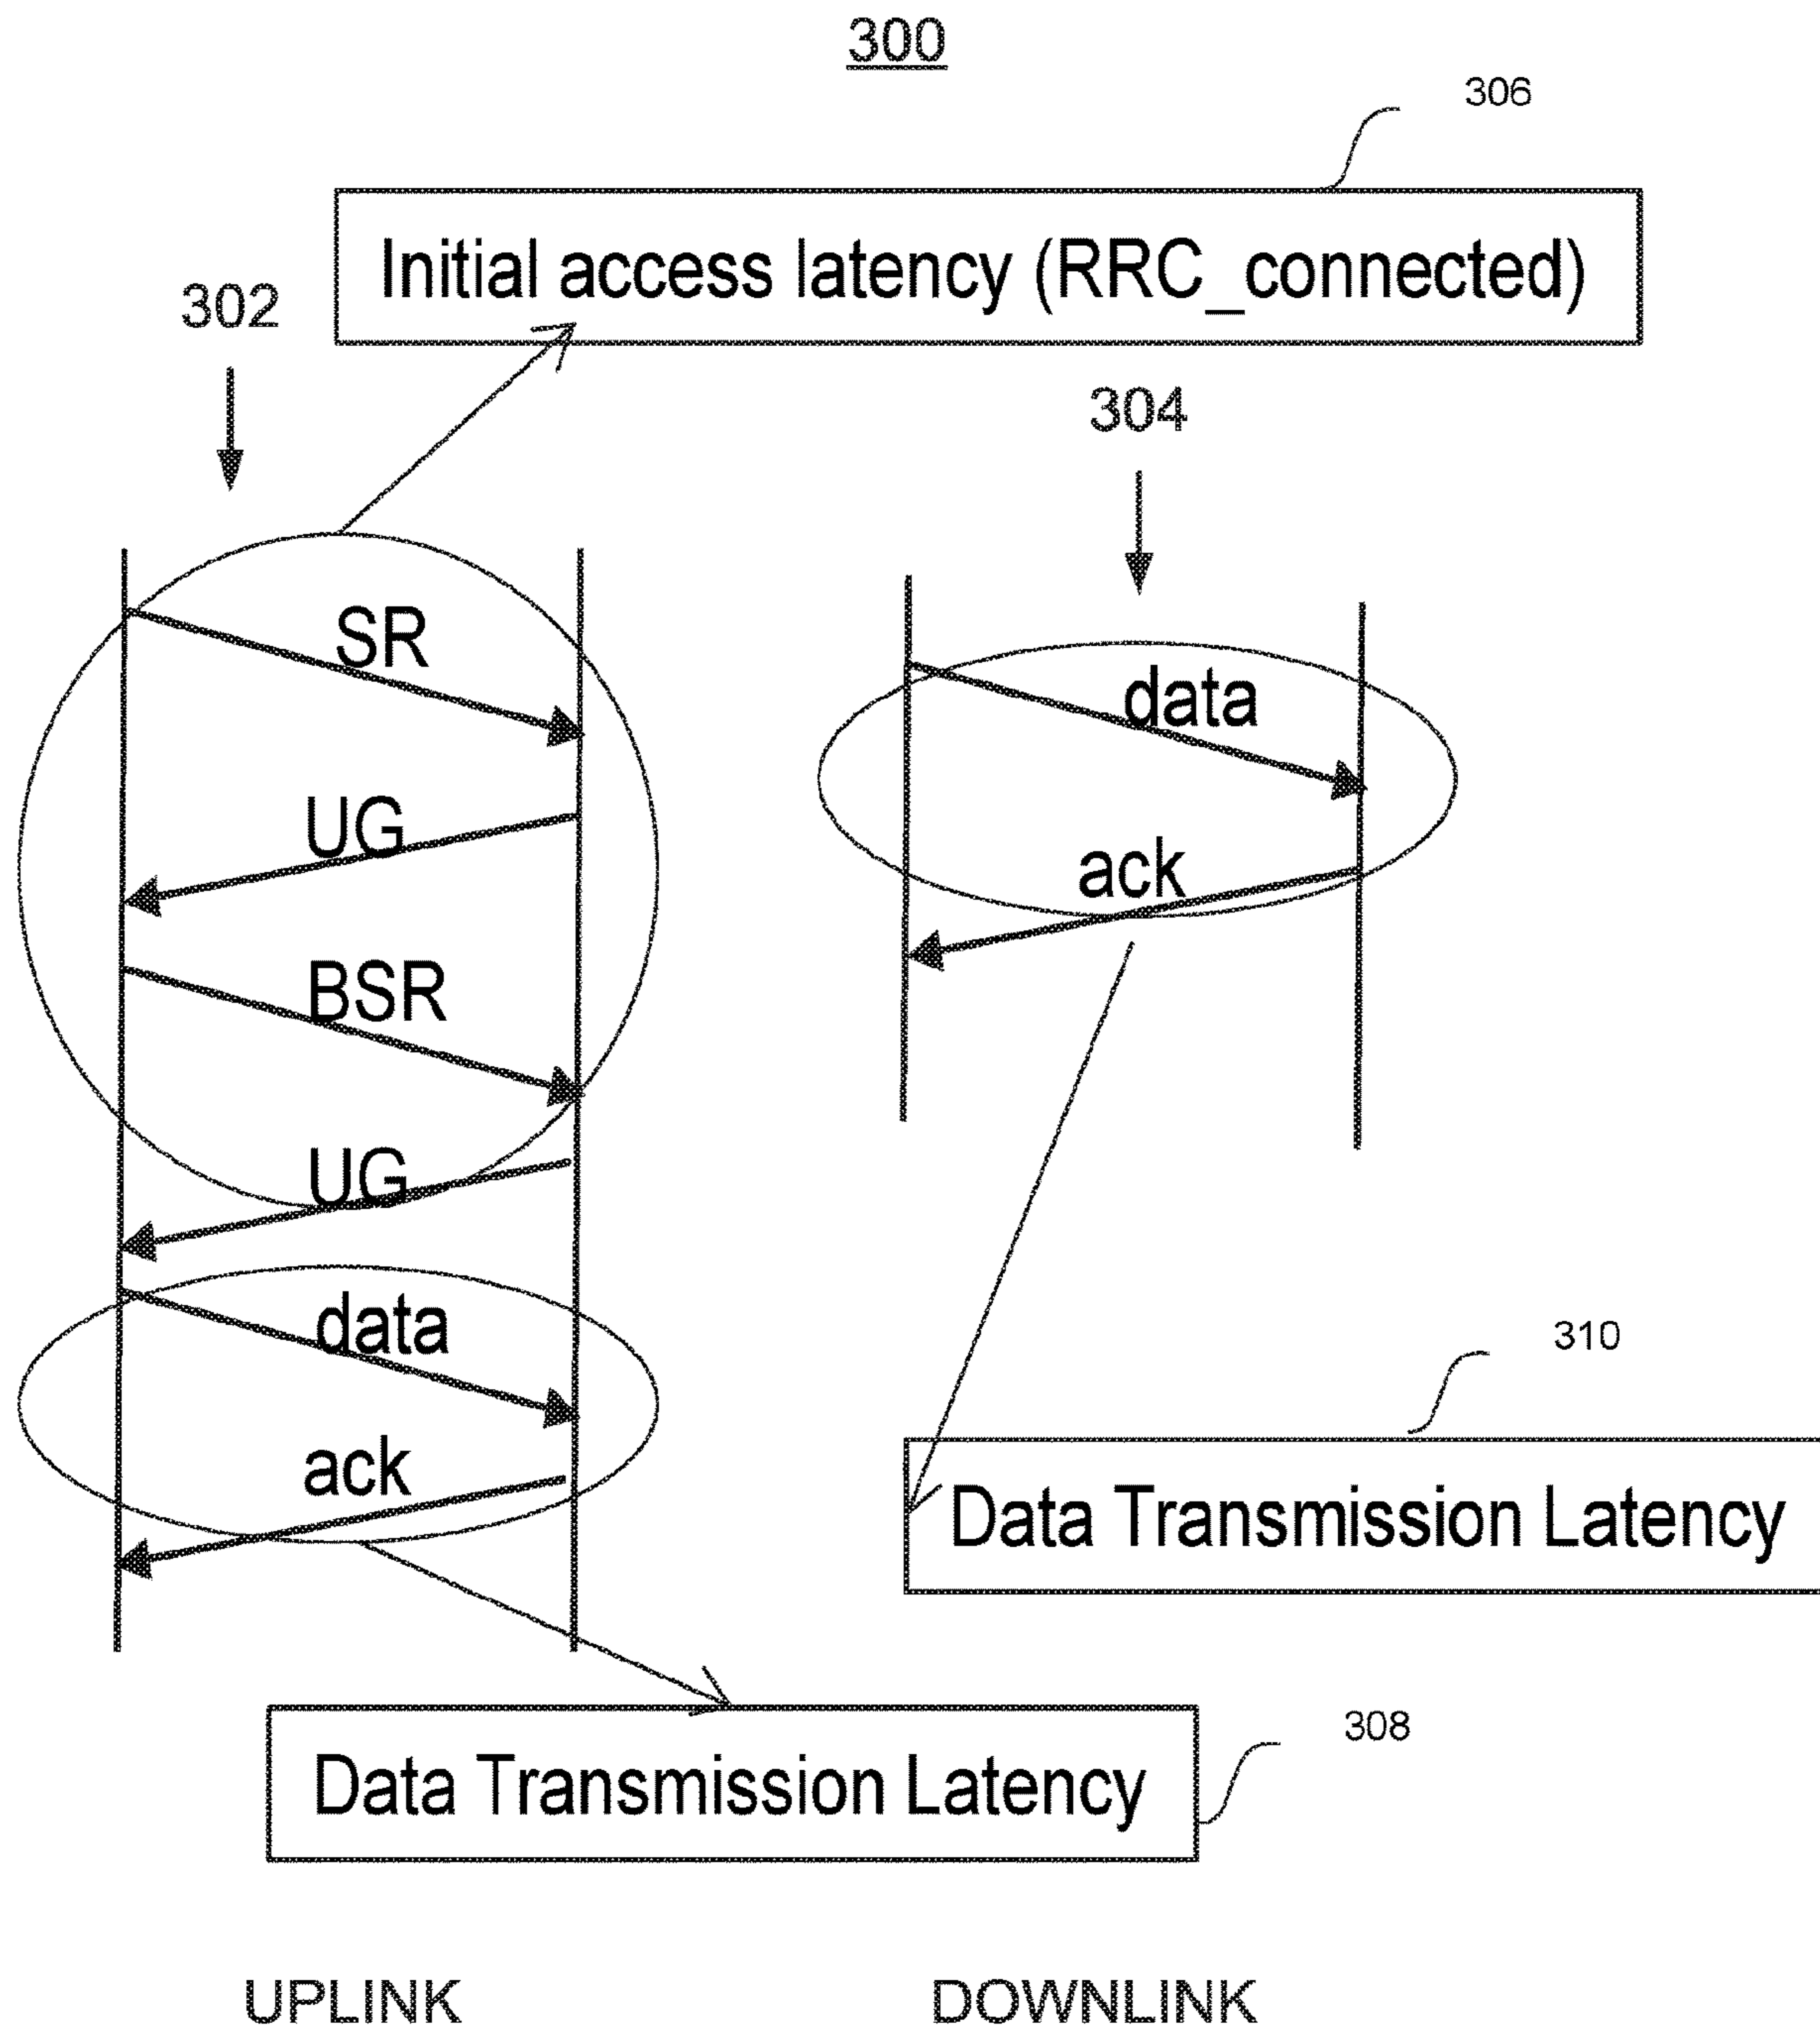 300
306
Initial access latency (RRC_connected)
302
304
SR
data
UG
ack
BSR
UG
data
310
ack
Data Transmission Latency
308
Data Transmission Latency
UPLINK
DOWNLINK